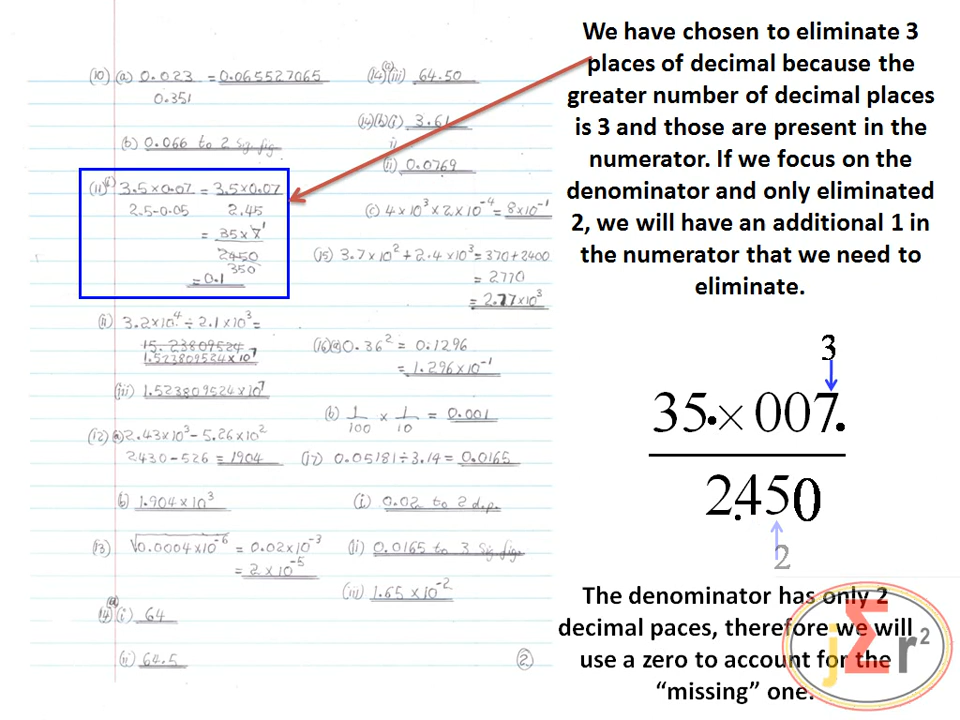 We have chosen to eliminate 3
places of decimal because the
greater number of decimal places
is 3 and those are present in the
numerator. If we focus on the
denominator and only eliminated
2, we will have an additional 1 in
the numerator that we need to
eliminate.
(10) (a) 0.023 = 0.065527065
0.351
(b) 0.066 to 2 sig. fig
(11) (i) 3.5×0.07 = 3.5×0.07
2.5-0.05 2.45
= 35×7 1
2450
350
= 0.1
(ii) 3.2×10⁴ ÷ 2.1×10³ =
15.23809524
1.523809524×10⁷
(iii) 1.523809524×10⁷
(12) (a) 2.43×10³ - 5.26×10²
2430-526 = 1904
(b) 1.904×10³
(13) √0.0004×10⁻⁶ = 0.02×10⁻³
= 2×10⁻⁵
(14) (a) (i) 64
(ii) 64.5
(14) (a) (iii) 64.50
(14)(b)(i) 3.61
ii
(ii) 0.0769
(c) 4×10³×2×10⁻⁴ = 8×10⁻¹
(15) 3.7×10² + 2.4×10³ = 370+2400
= 2770
= 2.77×10³
(16) (a) 0.36² = 0.1296
= 1.296×10⁻¹
(b) 1/100 × 1/10 = 0.001
(17) 0.05181 ÷ 3.14 = 0.0165
(i) 0.02 to 2 d.p.
(ii) 0.0165 to 3 sig figs
(iii) 1.65×10⁻²
(2)
3
35.×007.
2.450
2
The denominator has only 2
decimal paces, therefore we will
use a zero to account for the
“missing” one.
jΣr²